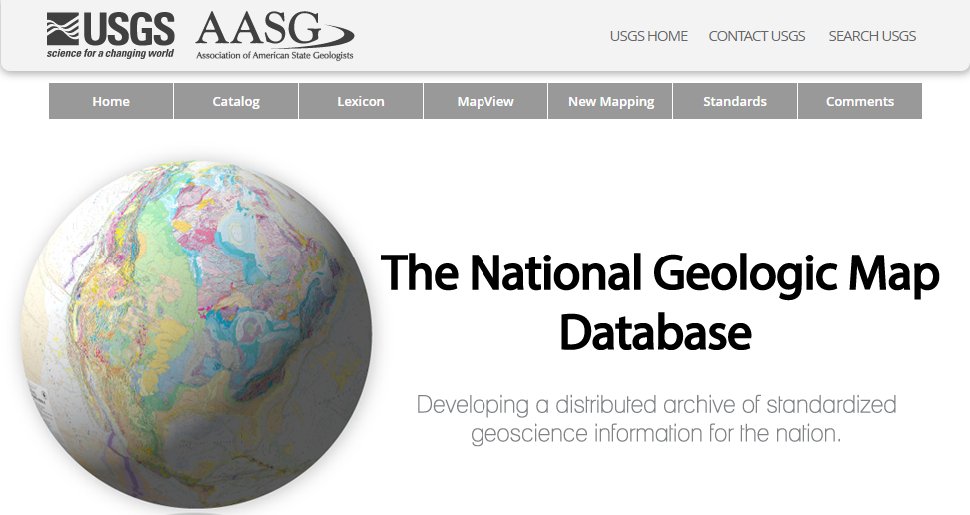 USGS
science for a changing world
AASG
Association of American State Geologists
USGS HOME CONTACT USGS SEARCH USGS
Home Catalog Lexicon MapView New Mapping Standards Comments
The National Geologic Map
Database
Developing a distributed archive of standardized
geoscience information for the nation.